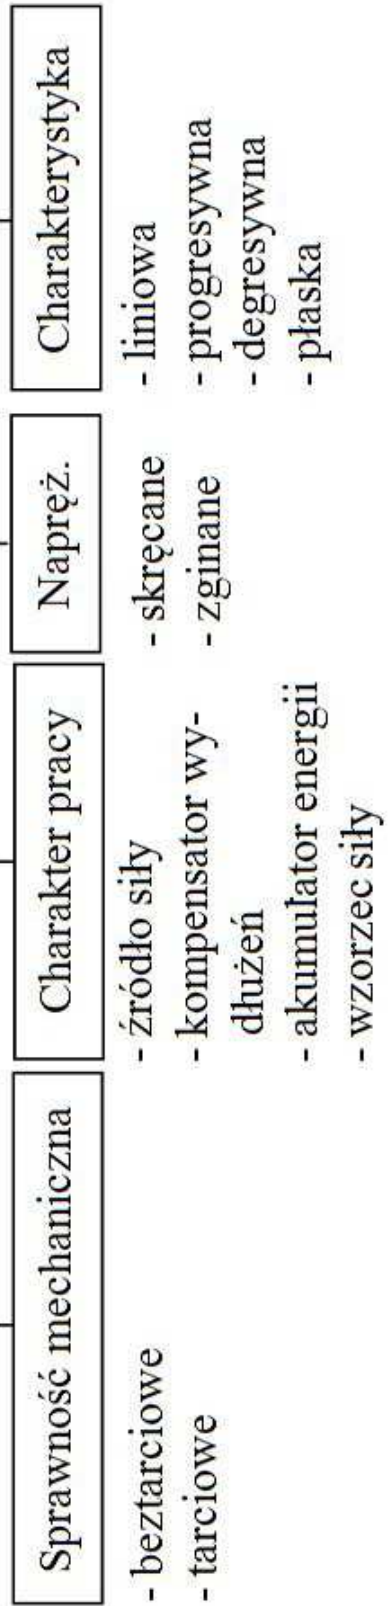 Sprawność mechaniczna
- beztarciowe
- tarciowe
Charakter pracy
- źródło siły
- kompensator wy-
dłużeń
- akumulator energii
- wzorzec siły
Napręż.
- skręcane
- zginane
Charakterystyka
- liniowa
- progresywna
- degresywna
- płaska